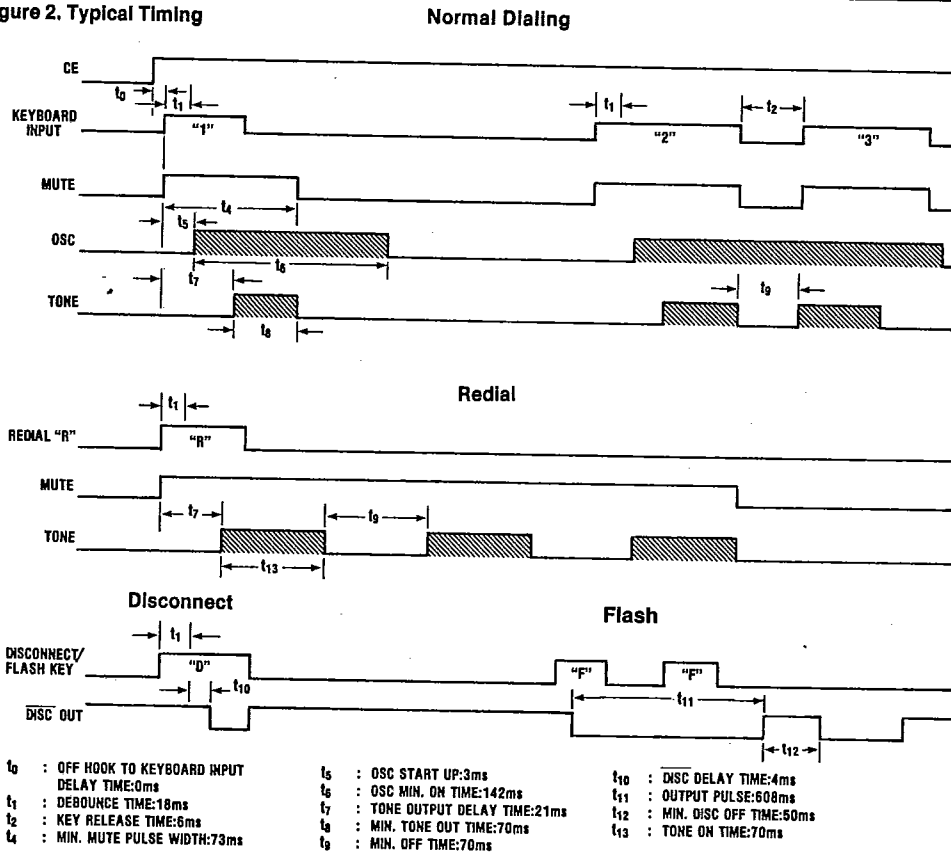 gure 2. Typical Timing
Normal Dialing
CE
t0
t1
t1
t2
KEYBOARD
INPUT
"1"
"2"
"3"
MUTE
t4
t5
OSC
t6
t7
t9
TONE
t8
Redial
t1
REDIAL "R"
"R"
MUTE
t7
t9
TONE
t13
Disconnect
Flash
t1
DISCONNECT/
FLASH KEY
"D"
"F"
"F"
t10
t11
DISC OUT
t12
t0 : OFF HOOK TO KEYBOARD INPUT
DELAY TIME:0ms
t1 : DEBOUNCE TIME:18ms
t2 : KEY RELEASE TIME:6ms
t4 : MIN. MUTE PULSE WIDTH:73ms
t5 : OSC START UP:3ms
t6 : OSC MIN. ON TIME:142ms
t7 : TONE OUTPUT DELAY TIME:21ms
t8 : MIN. TONE OUT TIME:70ms
t9 : MIN. OFF TIME:70ms
t10 : DISC DELAY TIME:4ms
t11 : OUTPUT PULSE:608ms
t12 : MIN. DISC OFF TIME:50ms
t13 : TONE ON TIME:70ms